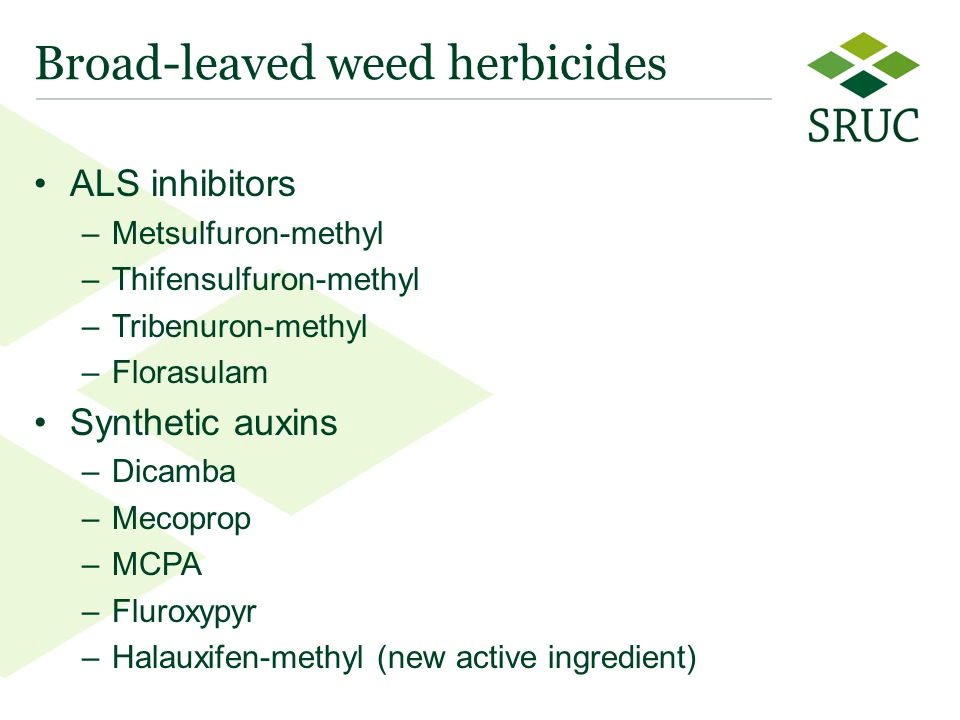 Broad-leaved weed herbicides
SRUC
• ALS inhibitors
– Metsulfuron-methyl
– Thifensulfuron-methyl
– Tribenuron-methyl
– Florasulam
• Synthetic auxins
– Dicamba
– Mecoprop
– MCPA
– Fluroxypyr
– Halauxifen-methyl (new active ingredient)